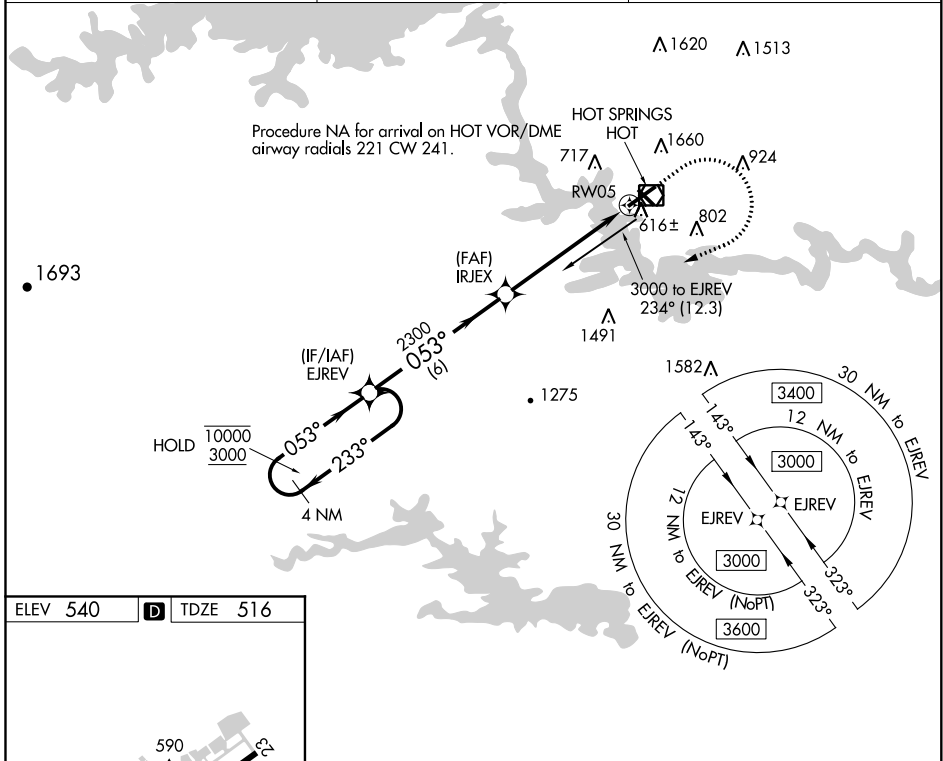 1620
1513
Procedure NA for arrival on HOT VOR/DME
airway radials 221 CW 241.
HOT SPRINGS
HOT
717
1660
924
RW05
616±
802
1693
(FAF)
IRJEX
3000 to EJREV
234° (12.3)
1491
2300
053°
(6)
(IF/IAF)
EJREV
1275
1582
HOLD
10000
3000
053°
233°
4 NM
30 NM to EJREV
3400
143°
12 NM to EJREV
143°
3000
EJREV
EJREV
12 NM to EJREV (NoPT)
3000
323°
323°
30 NM to EJREV (NoPT)
3600
ELEV 540
D
TDZE 516
590
23